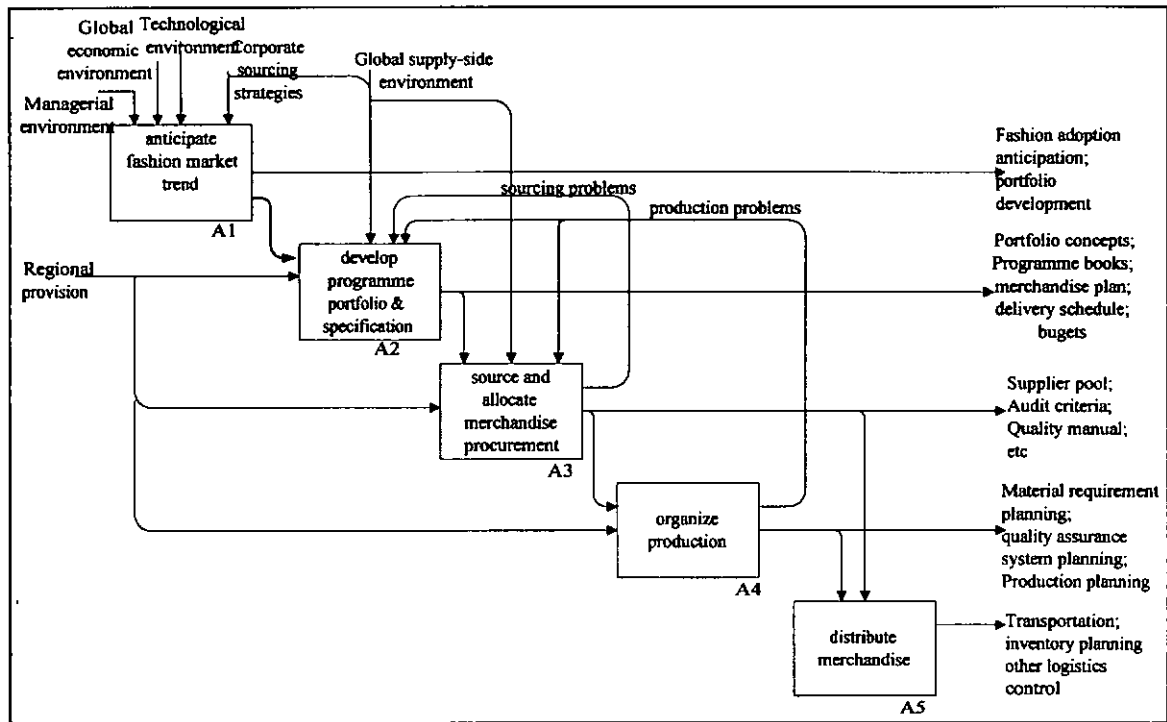 Global
economic
environment
Technological
environment
Corporate
sourcing
strategies
Global supply-side
environment
Managerial
environment
anticipate
fashion market
trend
A1
Fashion adoption
anticipation;
portfolio
development
sourcing problems
production problems
Regional
provision
develop
programme
portfolio &
specification
A2
Portfolio concepts;
Programme books;
merchandise plan;
delivery schedule;
bugets
source and
allocate
merchandise
procurement
A3
Supplier pool;
Audit criteria;
Quality manual;
etc
organize
production
A4
Material requirement
planning;
quality assurance
system planning;
Production planning
distribute
merchandise
A5
Transportation;
inventory planning
other logistics
control